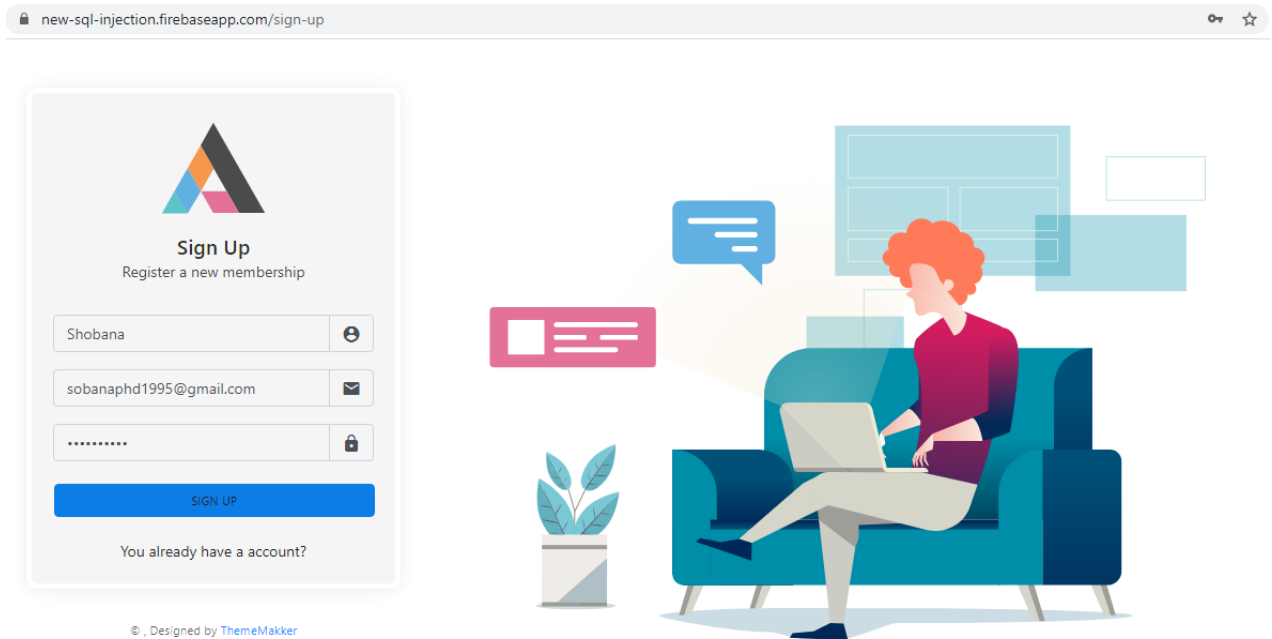 new-sql-injection.firebaseapp.com/sign-up
Sign Up
Register a new membership
Shobana
sobanaphd1995@gmail.com
••••••••••
SIGN UP
You already have a account?
© , Designed by ThemeMakker